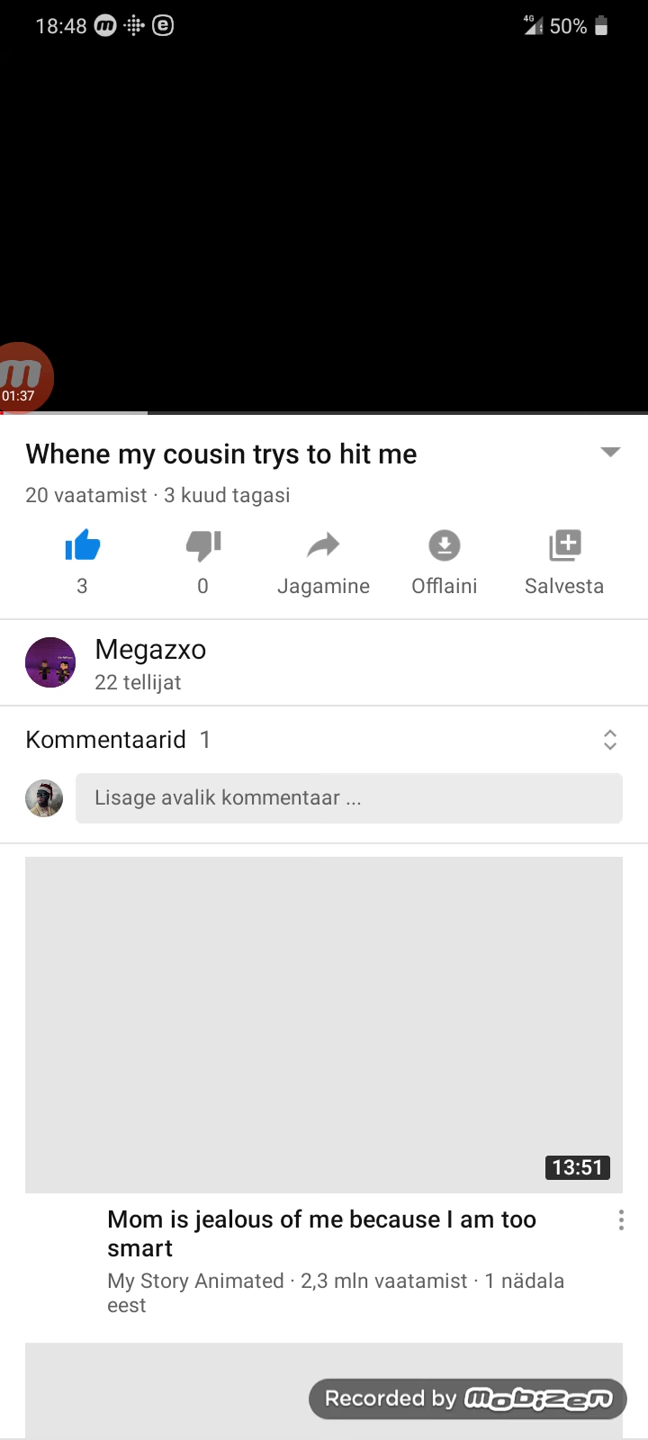 18:48 m e 4G 50%
m
01:37
Whene my cousin trys to hit me
20 vaatamist · 3 kuud tagasi
3 0 Jagamine Offlaini Salvesta
Megazxo
22 tellijat
Kommentaarid 1
Lisage avalik kommentaar ...
13:51
Mom is jealous of me because I am too
smart
My Story Animated · 2,3 mln vaatamist · 1 nädala
eest
Recorded by mobizen